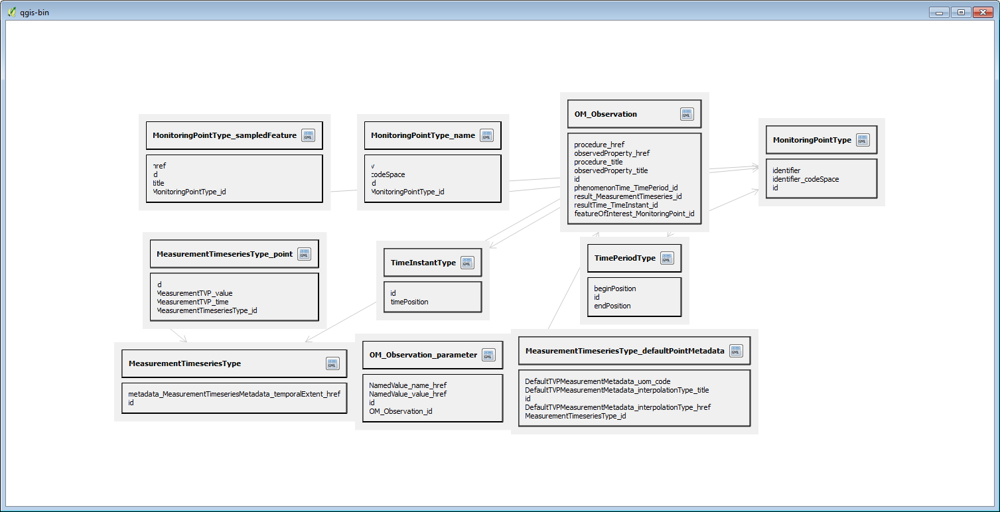 qgis-bin
MonitoringPointType_sampledFeature
GML
href
id
title
MonitoringPointType_id
MonitoringPointType_name
GML
v
codeSpace
id
MonitoringPointType_id
OM_Observation
GML
procedure_href
observedProperty_href
procedure_title
observedProperty_title
id
phenomenonTime_TimePeriod_id
result_MeasurementTimeseries_id
resultTime_TimeInstant_id
featureOfInterest_MonitoringPoint_id
MonitoringPointType
GML
identifier
identifier_codeSpace
id
MeasurementTimeseriesType_point
GML
id
MeasurementTVP_value
MeasurementTVP_time
MeasurementTimeseriesType_id
TimeInstantType
GML
id
timePosition
TimePeriodType
GML
beginPosition
id
endPosition
MeasurementTimeseriesType
GML
metadata_MeasurementTimeseriesMetadata_temporalExtent_href
id
OM_Observation_parameter
GML
NamedValue_name_href
NamedValue_value_href
id
OM_Observation_id
MeasurementTimeseriesType_defaultPointMetadata
GML
DefaultTVPMeasurementMetadata_uom_code
DefaultTVPMeasurementMetadata_interpolationType_title
id
DefaultTVPMeasurementMetadata_interpolationType_href
MeasurementTimeseriesType_id